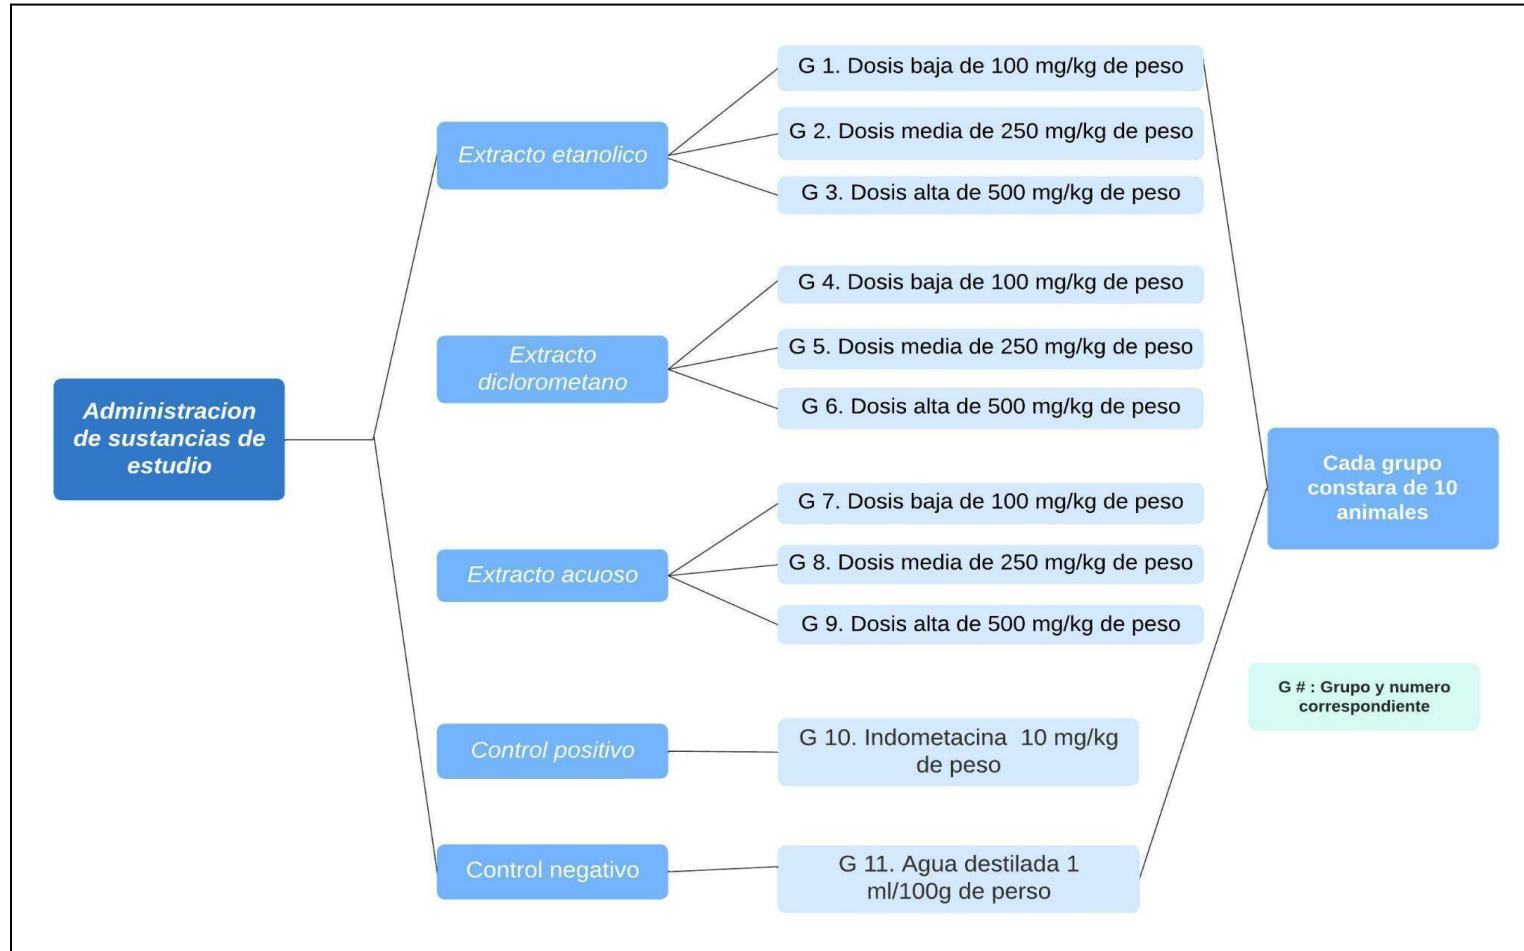 Administracion
de sustancias de
estudio
Extracto etanolico
G 1. Dosis baja de 100 mg/kg de peso
G 2. Dosis media de 250 mg/kg de peso
G 3. Dosis alta de 500 mg/kg de peso
Extracto
diclorometano
G 4. Dosis baja de 100 mg/kg de peso
G 5. Dosis media de 250 mg/kg de peso
G 6. Dosis alta de 500 mg/kg de peso
Extracto acuoso
G 7. Dosis baja de 100 mg/kg de peso
G 8. Dosis media de 250 mg/kg de peso
G 9. Dosis alta de 500 mg/kg de peso
Control positivo
G 10. Indometacina 10 mg/kg
de peso
Control negativo
G 11. Agua destilada 1
ml/100g de perso
Cada grupo
constara de 10
animales
G # : Grupo y numero
correspondiente